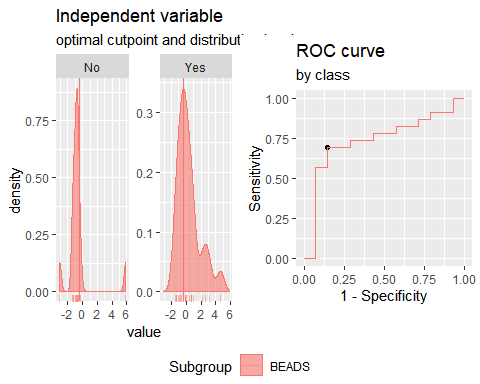 Independent variable
optimal cutpoint and distribut
No
Yes
density
0.75
0.50
0.25
0.00
0.3
0.2
0.1
0.0
-2 0 2 4 6
-2 0 2 4 6
value
ROC curve
by class
Sensitivity
1.00
0.75
0.50
0.25
0.00
0.00 0.25 0.50 0.75 1.00
1 - Specificity
Subgroup BEADS